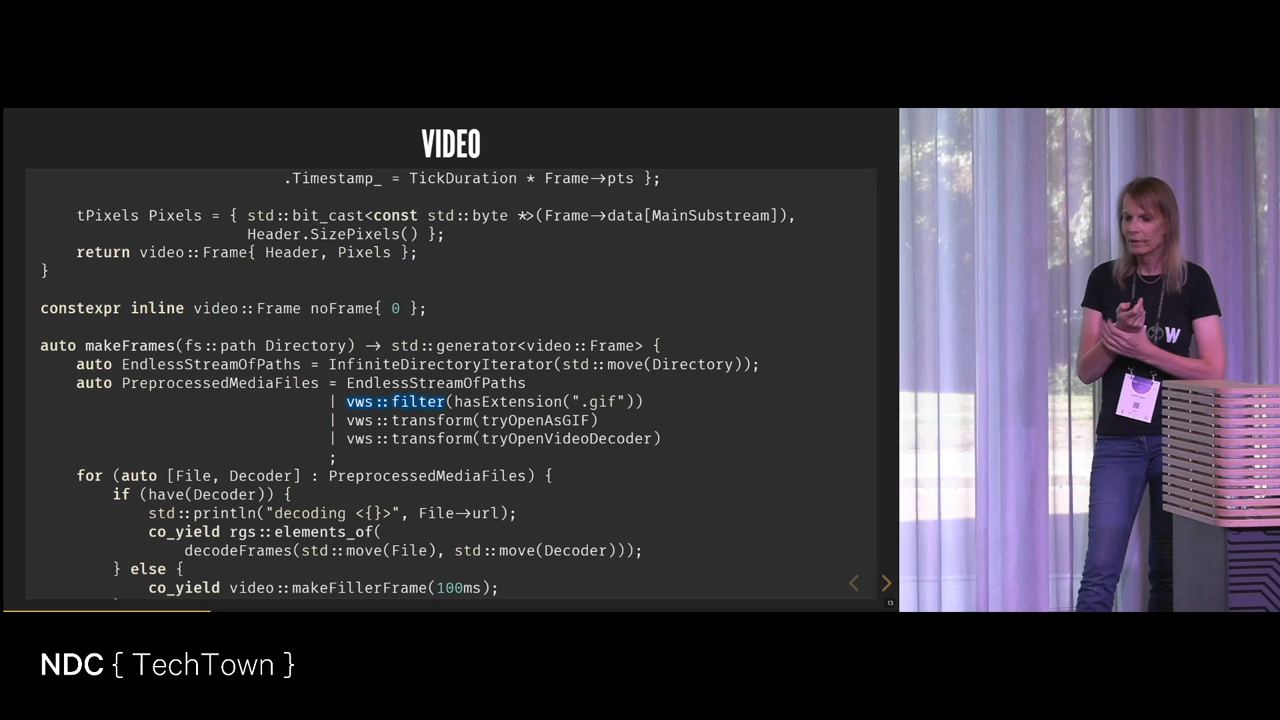 VIDEO
.Timestamp_ = TickDuration * Frame->pts };
tPixels Pixels = { std::bit_cast<const std::byte *>(Frame->data[MainSubstream]),
Header.SizePixels() };
return video::Frame{ Header, Pixels };
}
constexpr inline video::Frame noFrame{ 0 };
auto makeFrames(fs::path Directory) -> std::generator<video::Frame> {
auto EndlessStreamOfPaths = InfiniteDirectoryIterator(std::move(Directory));
auto PreprocessedMediaFiles = EndlessStreamOfPaths
| vws::filter(hasExtension(".gif"))
| vws::transform(tryOpenAsGIF)
| vws::transform(tryOpenVideoDecoder)
;
for (auto [File, Decoder] : PreprocessedMediaFiles) {
if (have(Decoder)) {
std::println("decoding <{}>", File->url);
co_yield rgs::elements_of(
decodeFrames(std::move(File), std::move(Decoder)));
} else {
co_yield video::makeFillerFrame(100ms);
13
NDC { TechTown }